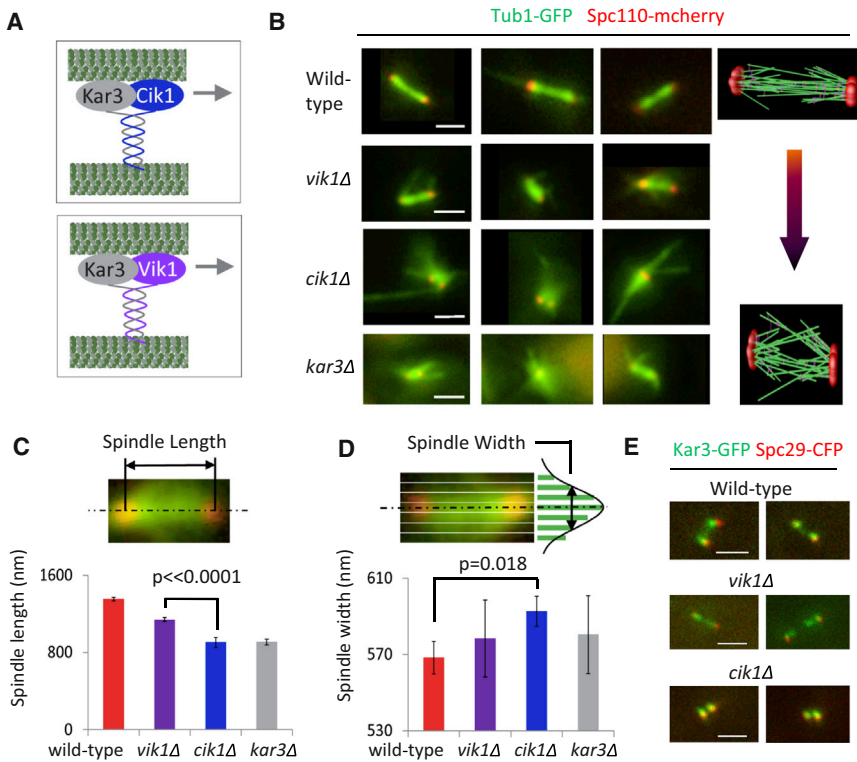 A
Kar3 Cik1
Kar3 Vik1
B
Tub1-GFP Spc110-mcherry
Wild-
type
vik1Δ
cik1Δ
kar3Δ
C
Spindle Length
p<<0.0001
Spindle length (nm)
1600
800
0
wild-type vik1Δ cik1Δ kar3Δ
D
Spindle Width
p=0.018
Spindle width (nm)
610
570
530
wild-type vik1Δ cik1Δ kar3Δ
E
Kar3-GFP Spc29-CFP
Wild-type
vik1Δ
cik1Δ